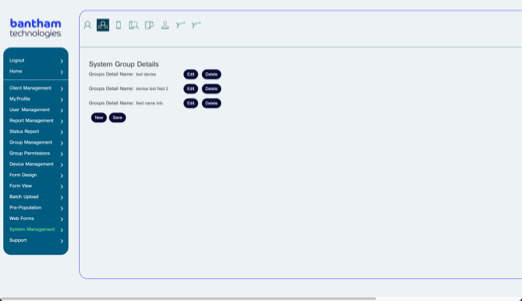 bantham
technologies
Logout
Home
Client Management
My Profile
User Management
Report Management
Status Report
Group Management
Group Permissions
Device Management
Form Design
Form View
Batch Upload
Pre-Population
Web Forms
System Management
Support
System Group Details
Groups Detail Name: test device Edit Delete
Groups Detail Name: device test field 2 Edit Delete
Groups Detail Name: field name info Edit Delete
New Save